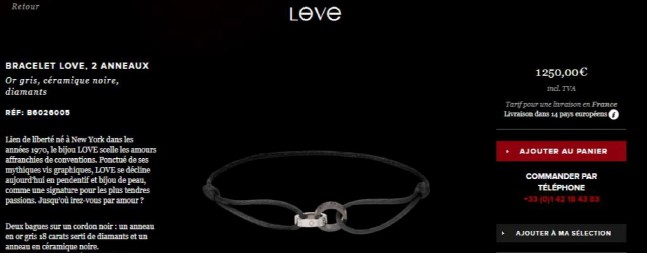 Retour
LOVE
BRACELET LOVE, 2 ANNEAUX
Or gris, céramique noire,
diamants
RÉF: B6026005
Lien de liberté né à New York dans les
années 1970, le bijou LOVE scelle les amours
affranchies de conventions. Ponctué de ses
mythiques vis graphiques, LOVE se décline
aujourd'hui en pendentif et bijou de peau,
comme une signature pour les plus tendres
passions. Jusqu'où irez-vous par amour ?
Deux bagues sur un cordon noir : un anneau
en or gris 18 carats serti de diamants et un
anneau en céramique noire.
1250,00€
incl. TVA
Tarif pour une livraison en France
Livraison dans 14 pays européens i
AJOUTER AU PANIER
COMMANDER PAR
TÉLÉPHONE
+33 (0)1 42 18 43 83
AJOUTER À MA SÉLECTION